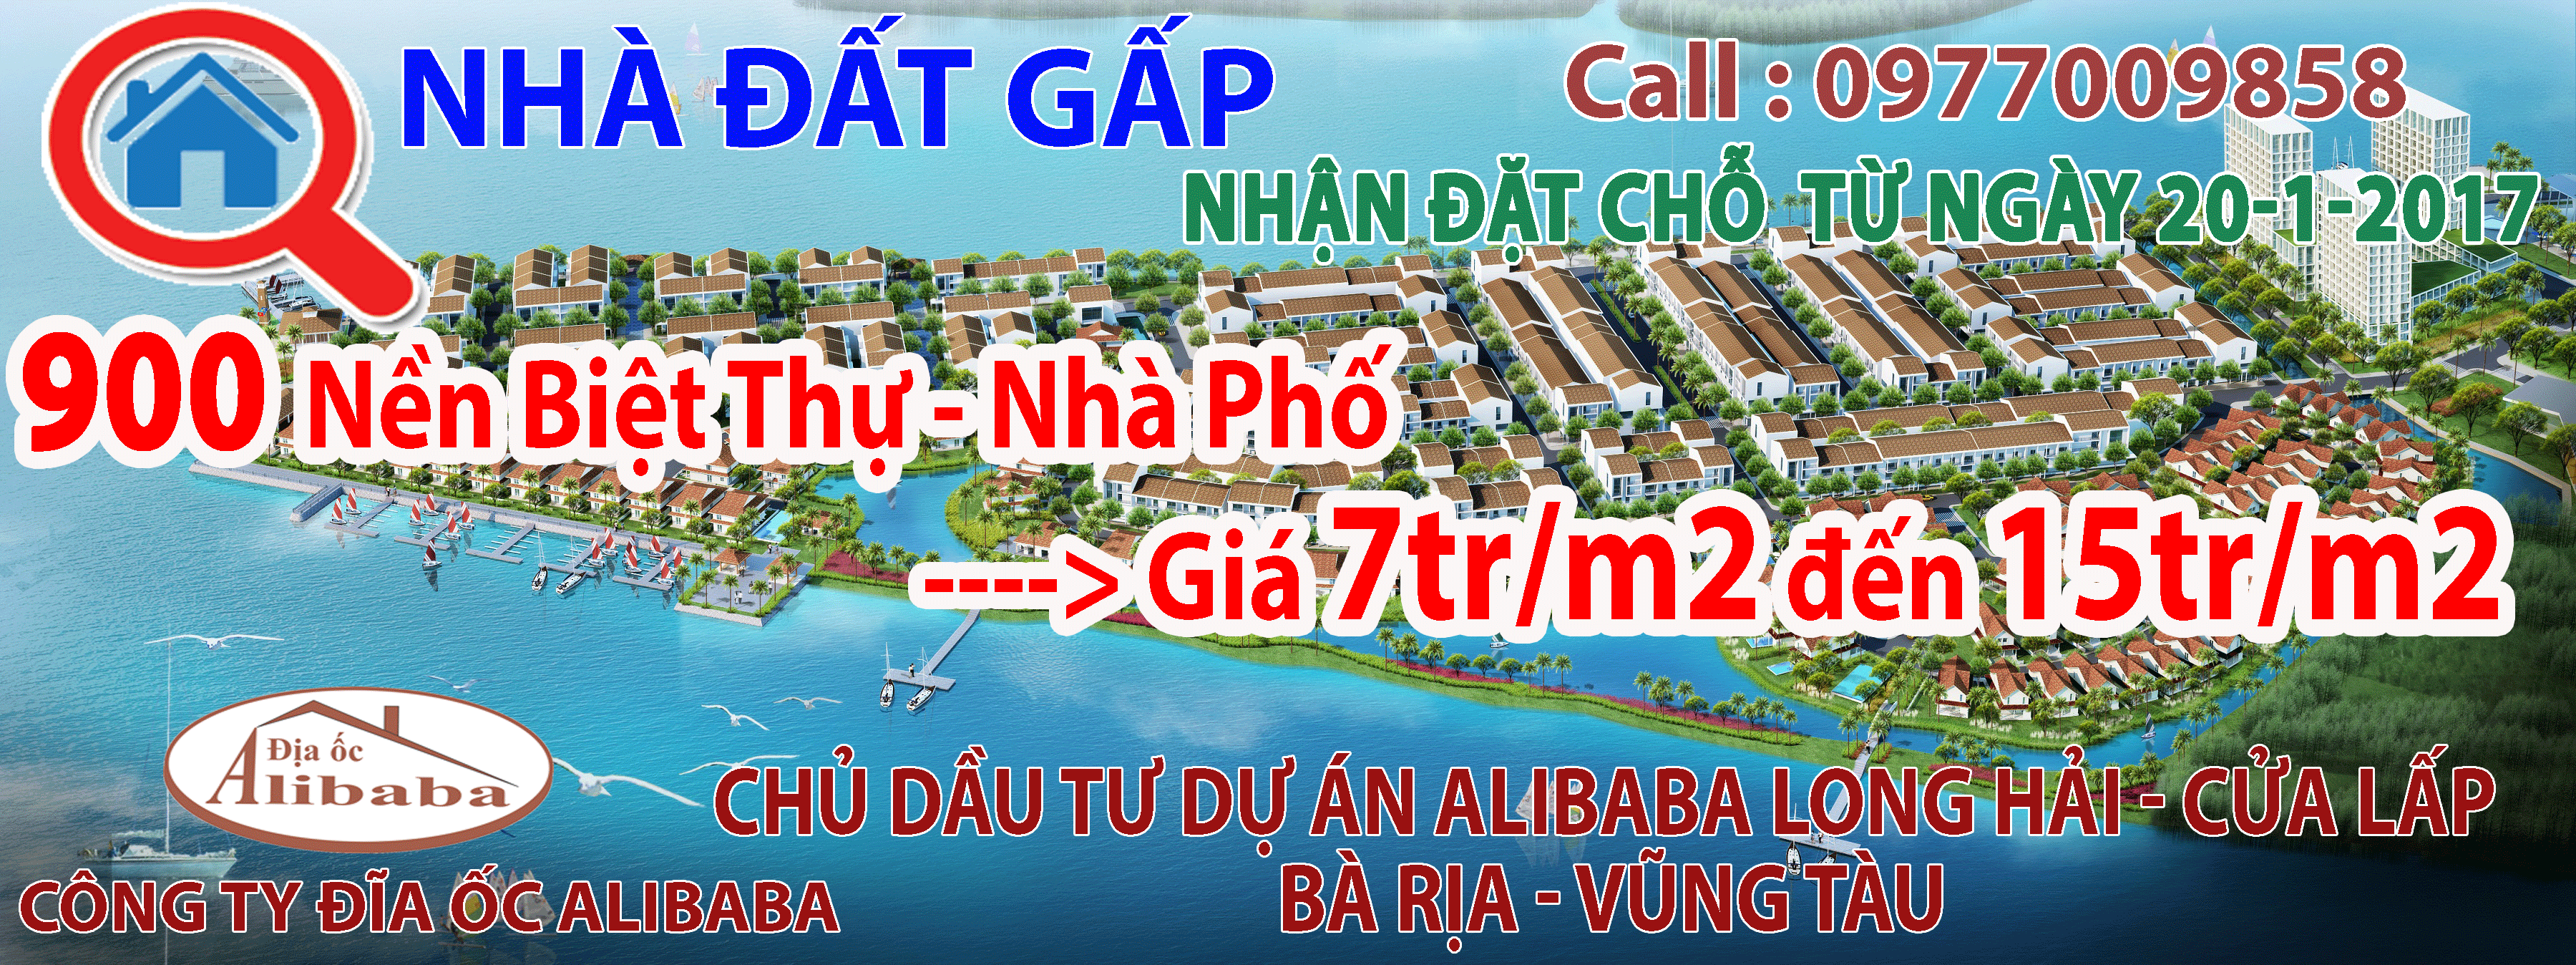 NHÀ ĐẤT GẤP
Call : 0977009858
NHẬN ĐẶT CHỖ TỪ NGÀY 20-1-2017
900 Nền Biệt Thự - Nhà Phố
----> Giá 7tr/m2 đến 15tr/m2
Địa ốc
Alibaba
CHỦ DẦU TƯ DỰ ÁN ALIBABA LONG HẢI - CỬA LẤP
BÀ RỊA - VŨNG TÀU
CÔNG TY ĐĨA ỐC ALIBABA